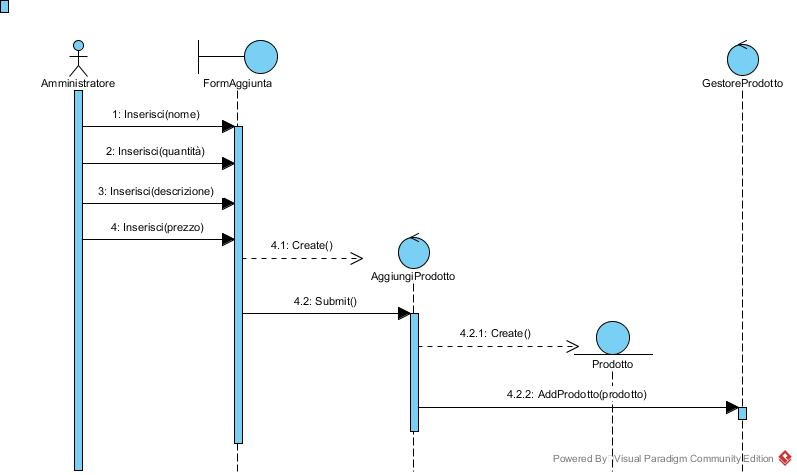 Amministratore
FormAggiunta
GestoreProdotto
1: Inserisci(nome)
2: Inserisci(quantità)
3: Inserisci(descrizione)
4: Inserisci(prezzo)
4.1: Create()
AggiungiProdotto
4.2: Submit()
4.2.1: Create()
Prodotto
4.2.2: AddProdotto(prodotto)
Powered By Visual Paradigm Community Edition